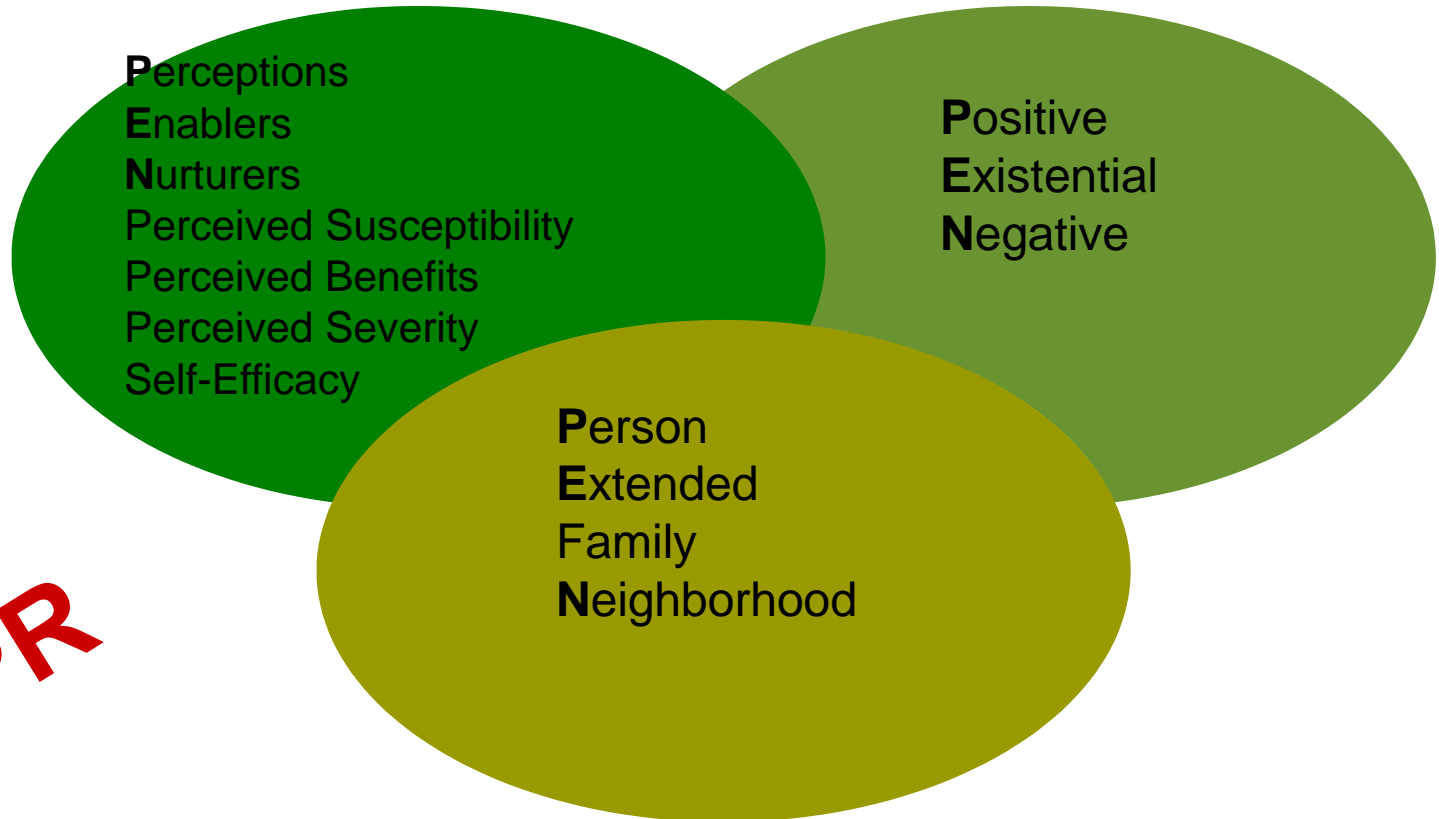 Perceptions
Enablers
Nurturers
Perceived Susceptibility
Perceived Benefits
Perceived Severity
Self-Efficacy
Positive
Existential
Negative
Person
Extended
Family
Neighborhood